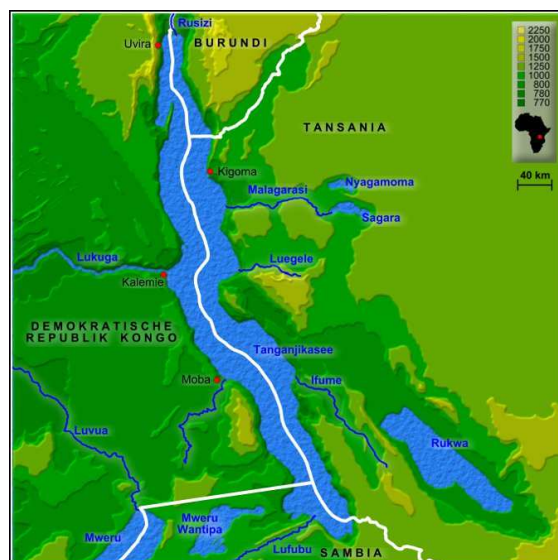 Rusizi
Uvira
BURUNDI
2250
2000
1750
1500
1250
1000
800
780
770
TANSANIA
40 km
Kigoma
Nyagamoma
Malagarasi
Sagara
Luegele
Lukuga
Kalemie
DEMOKRATISCHE
REPUBLIK KONGO
Tanganjikasee
Moba
Ifume
Luvua
Rukwa
Mweru
Mweru
Wantipa
Lufubu
SAMBIA